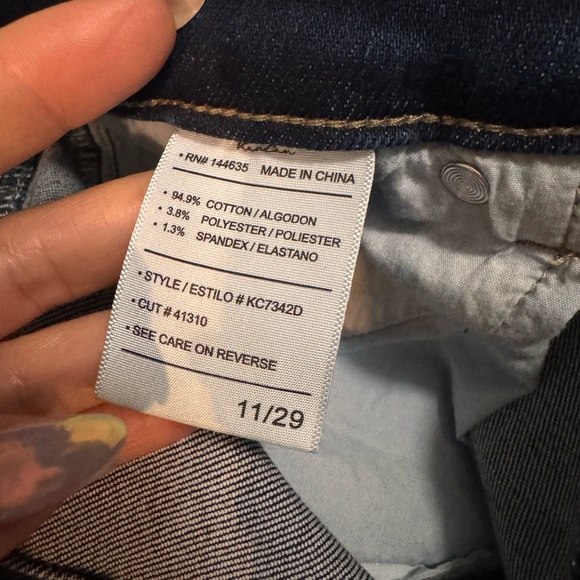 KanCan
• RN# 144635 MADE IN CHINA
• 94.9% COTTON / ALGODON
• 3.8% POLYESTER / POLIESTER
• 1.3% SPANDEX / ELASTANO
• STYLE / ESTILO # KC7342D
• CUT # 41310
• SEE CARE ON REVERSE
11/29